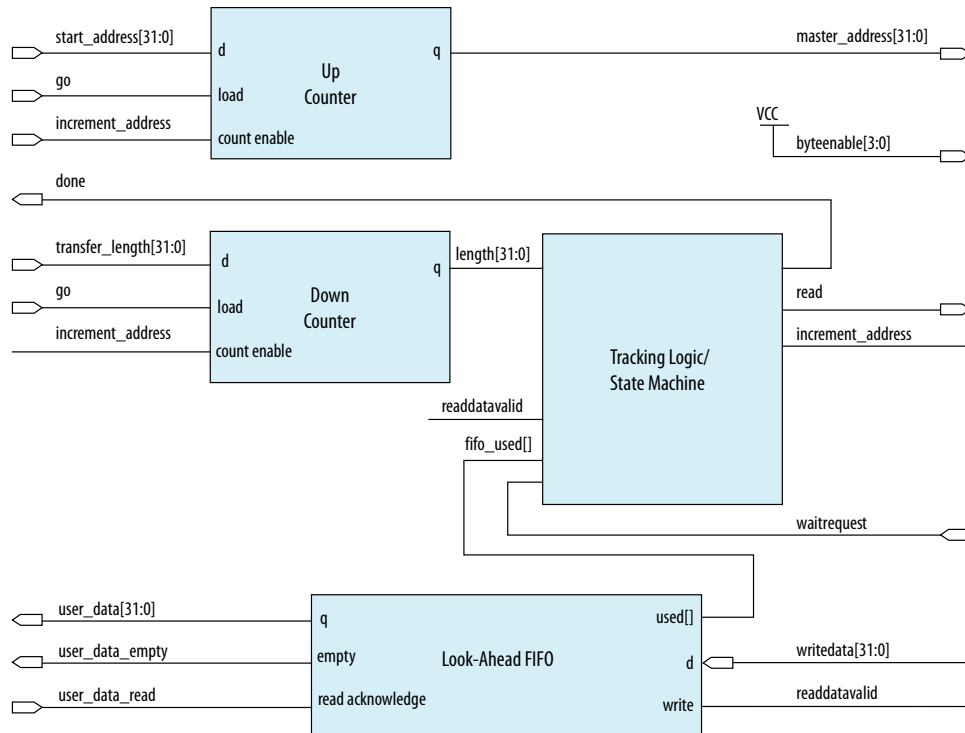 start_address[31:0]
d
q
master_address[31:0]
Up
Counter
go
load
increment_address
count enable
VCC
byteenable[3:0]
done
transfer_length[31:0]
d
q
length[31:0]
go
load
Down
Counter
read
increment_address
count enable
increment_address
Tracking Logic/
State Machine
readdatavalid
fifo_used[]
waitrequest
user_data[31:0]
q
used[]
user_data_empty
empty
Look-Ahead FIFO
d
writedata[31:0]
user_data_read
read acknowledge
write
readdatavalid